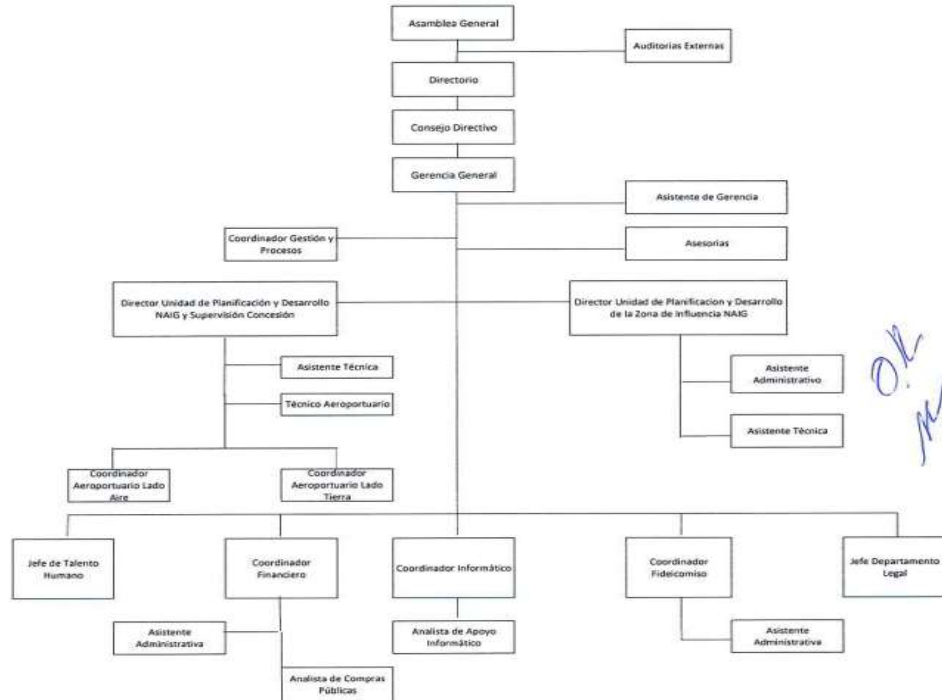 Asamblea General
Auditorias Externas
Directorio
Consejo Directivo
Gerencia General
Asistente de Gerencia
Coordinador Gestión y
Procesos
Asesorias
Director Unidad de Planificación y Desarrollo
NAIG y Supervisión Concesión
Director Unidad de Planificacion y Desarrollo
de la Zona de Influencia NAIG
Asistente Técnica
Técnico Aeroportuario
Asistente
Administrativo
Asistente Técnica
O.K
Coordinador
Aeroportuario Lado
Aire
Coordinador
Aeroportuario Lado
Tierra
Jefe de Talento
Humano
Coordinador
Financiero
Coordinador Informático
Coordinador
Fideicomiso
Jefe Departamento
Legal
Asistente
Administrativa
Analista de Apoyo
Informático
Asistente
Administrativa
Analista de Compras
Públicas